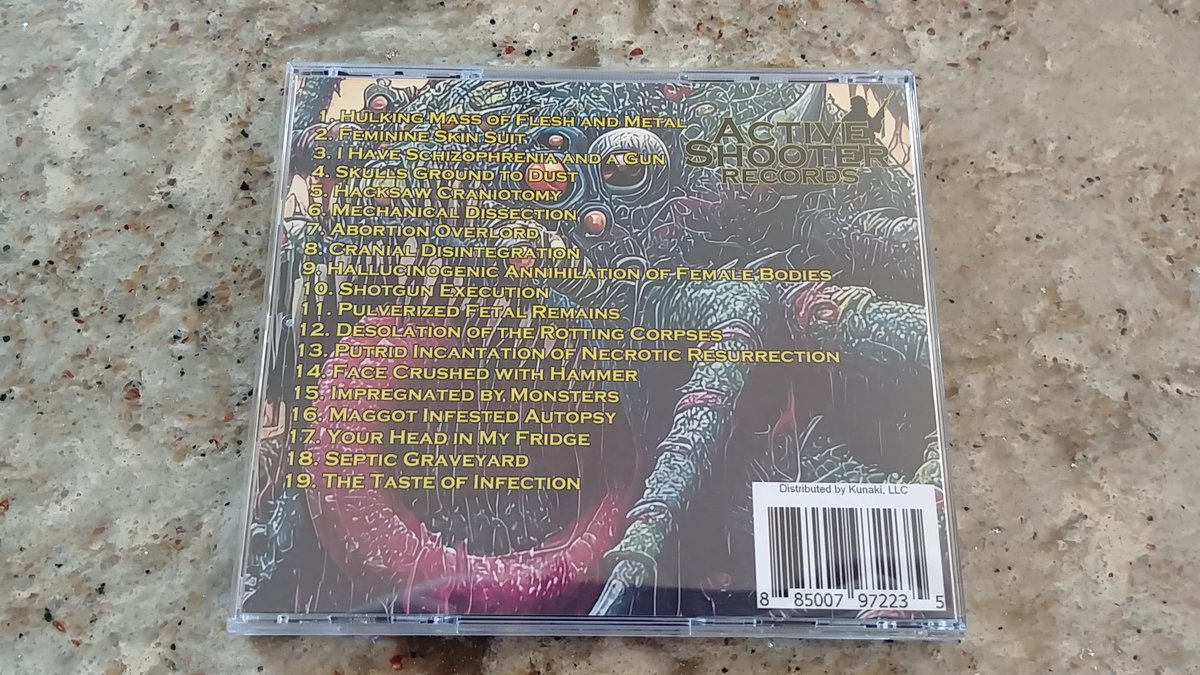 1. Hulking Mass of Flesh and Metal
2. Feminine Skin Suit
3. I Have Schizophrenia and a Gun
4. Skulls Ground to Dust
5. Hacksaw Craniotomy
6. Mechanical Dissection
7. Abortion Overlord
8. Cranial Disintegration
9. Hallucinogenic Annihilation of Female Bodies
10. Shotgun Execution
11. Pulverized Fetal Remains
12. Desolation of the Rotting Corpses
13. Putrid Incantation of Necrotic Resurrection
14. Face Crushed with Hammer
15. Impregnated by Monsters
16. Maggot Infested Autopsy
17. Your Head in My Fridge
18. Septic Graveyard
19. The Taste of Infection
Active
Shooter
Records
Distributed by Kunaki, LLC
8 85007 97223 5